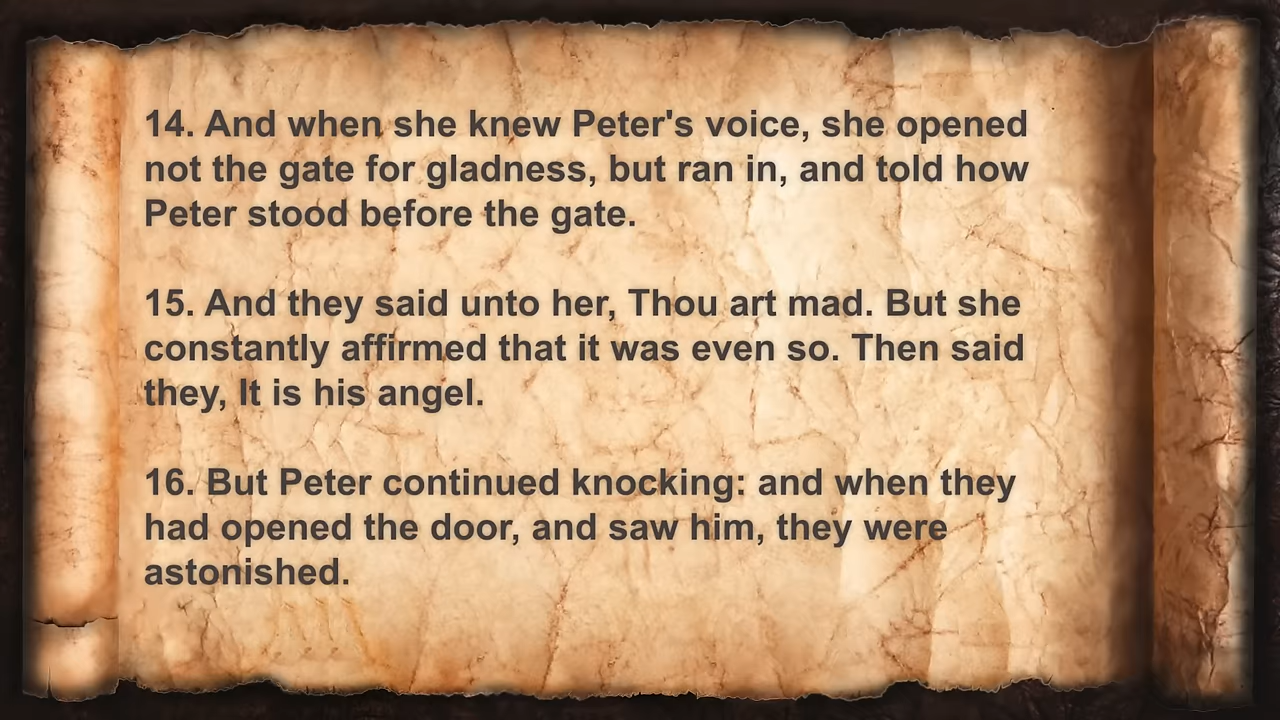 14. And when she knew Peter's voice, she opened
not the gate for gladness, but ran in, and told how
Peter stood before the gate.
15. And they said unto her, Thou art mad. But she
constantly affirmed that it was even so. Then said
they, It is his angel.
16. But Peter continued knocking: and when they
had opened the door, and saw him, they were
astonished.